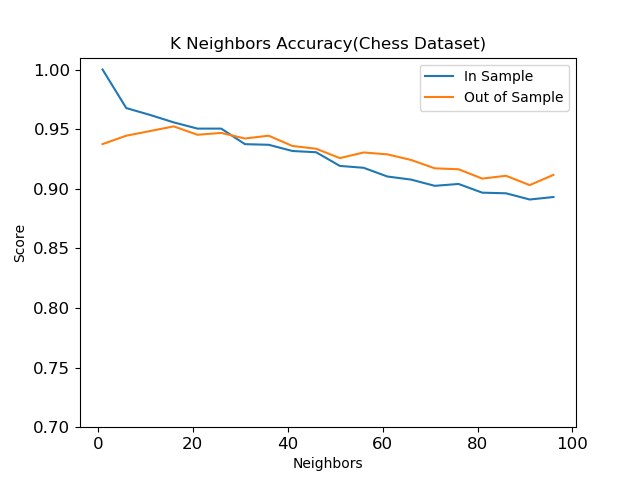 K Neighbors Accuracy(Chess Dataset)
In Sample
Out of Sample
1.00
0.95
0.90
0.85
0.80
0.75
0.70
Score
0 20 40 60 80 100
Neighbors